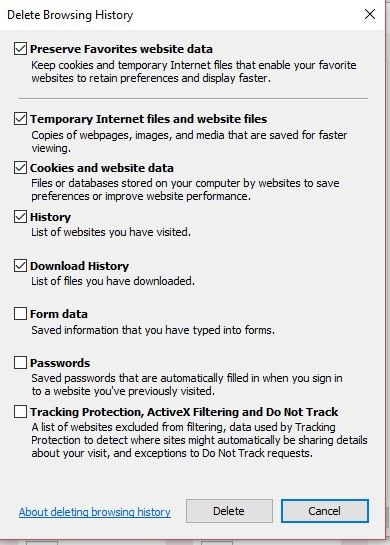 Delete Browsing History
Preserve Favorites website data
Keep cookies and temporary Internet files that enable your favorite
websites to retain preferences and display faster.
Temporary Internet files and website files
Copies of webpages, images, and media that are saved for faster
viewing.
Cookies and website data
Files or databases stored on your computer by websites to save
preferences or improve website performance.
History
List of websites you have visited.
Download History
List of files you have downloaded.
Form data
Saved information that you have typed into forms.
Passwords
Saved passwords that are automatically filled in when you sign in
to a website you've previously visited.
Tracking Protection, ActiveX Filtering and Do Not Track
A list of websites excluded from filtering, data used by Tracking
Protection to detect where sites might automatically be sharing details
about your visit, and exceptions to Do Not Track requests.
About deleting browsing history
Delete
Cancel